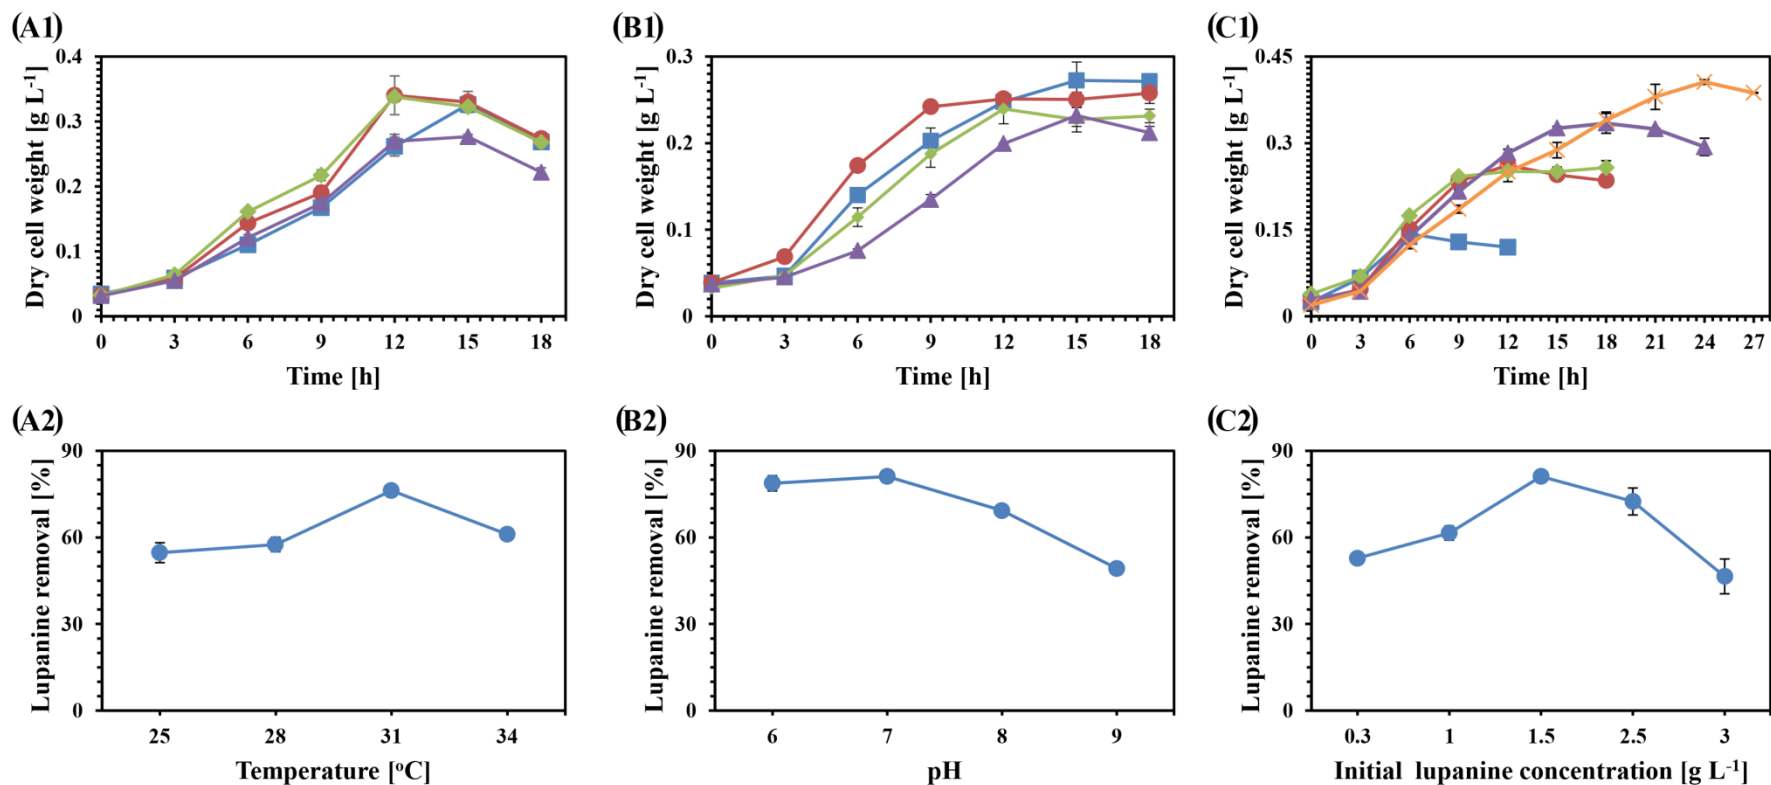 (A1)
Dry cell weight [g L⁻¹]
0.4
0.3
0.2
0.1
0
0 3 6 9 12 15 18
Time [h]
(B1)
Dry cell weight [g L⁻¹]
0.3
0.2
0.1
0
0 3 6 9 12 15 18
Time [h]
(C1)
Dry cell weight [g L⁻¹]
0.45
0.3
0.15
0
0 3 6 9 12 15 18 21 24 27
Time [h]
(A2)
Lupanine removal [%]
90
60
30
0
25 28 31 34
Temperature [ºC]
(B2)
Lupanine removal [%]
90
60
30
0
6 7 8 9
pH
(C2)
Lupanine removal [%]
90
60
30
0
0.3 1 1.5 2.5 3
Initial lupanine concentration [g L⁻¹]